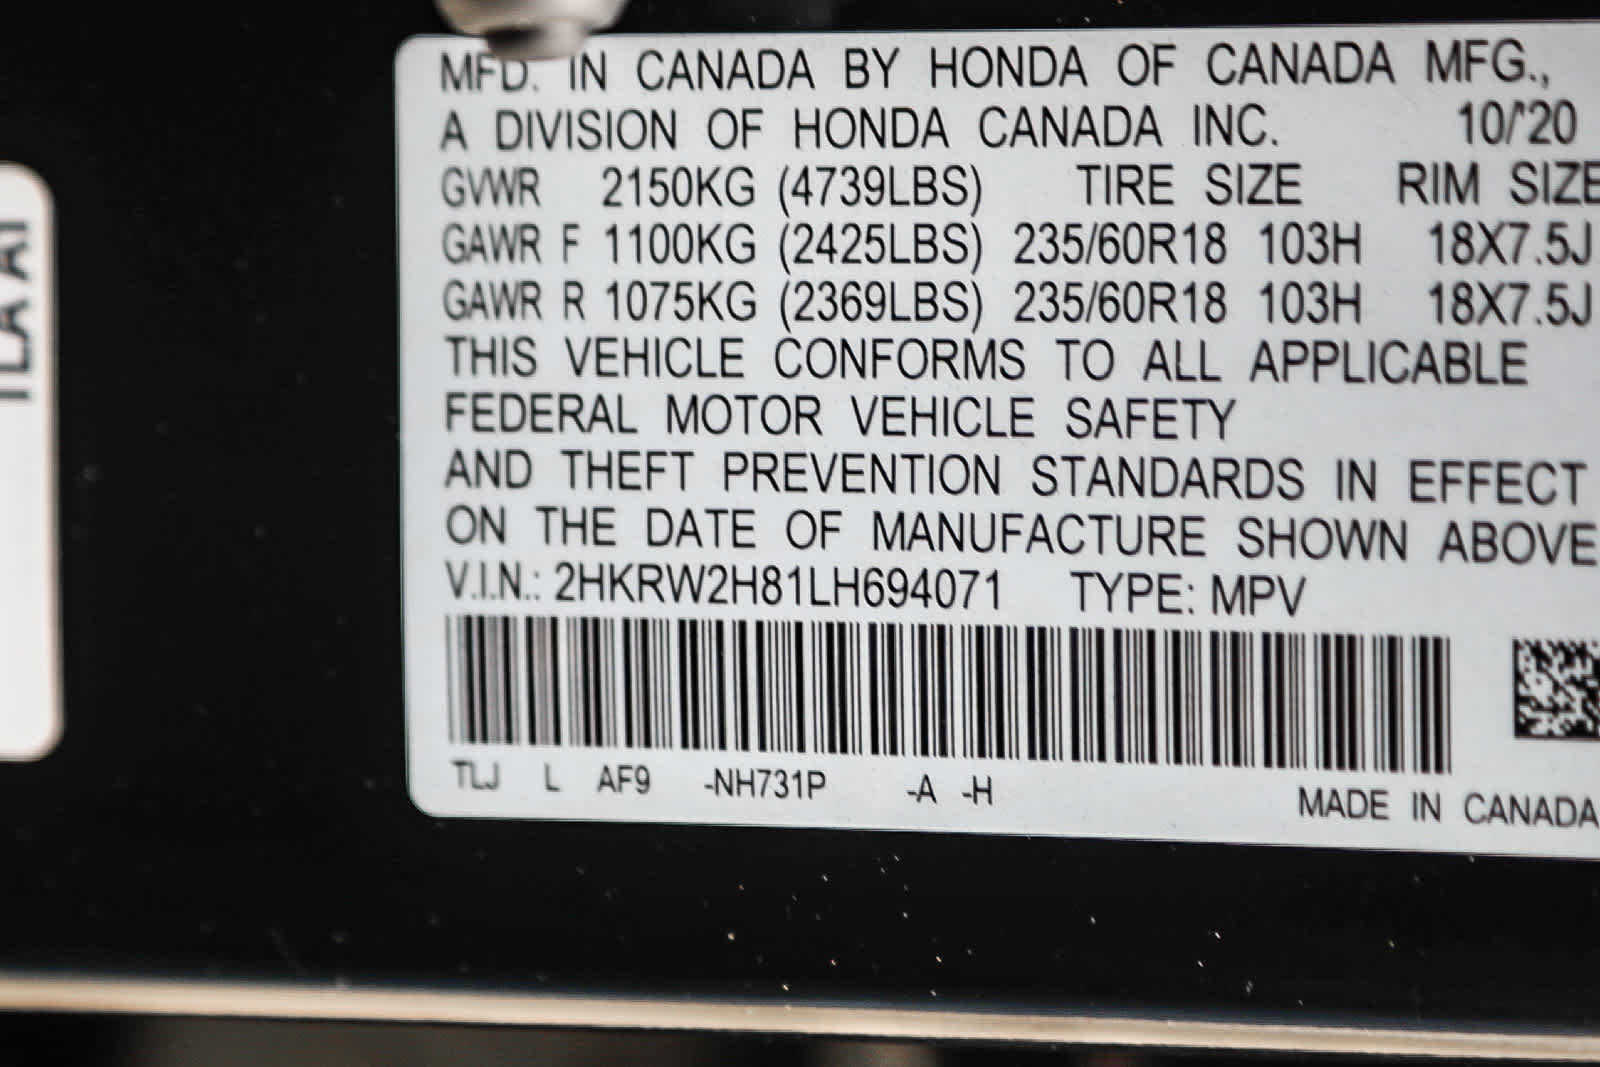 MFD. IN CANADA BY HONDA OF CANADA MFG.,
A DIVISION OF HONDA CANADA INC. 10/'20
GVWR 2150KG (4739LBS) TIRE SIZE RIM SIZE
GAWR F 1100KG (2425LBS) 235/60R18 103H 18X7.5J
GAWR R 1075KG (2369LBS) 235/60R18 103H 18X7.5J
THIS VEHICLE CONFORMS TO ALL APPLICABLE
FEDERAL MOTOR VEHICLE SAFETY
AND THEFT PREVENTION STANDARDS IN EFFECT
ON THE DATE OF MANUFACTURE SHOWN ABOVE
V.I.N.: 2HKRW2H81LH694071 TYPE: MPV
TLJ L AF9 -NH731P -A -H
MADE IN CANADA
TLA A1